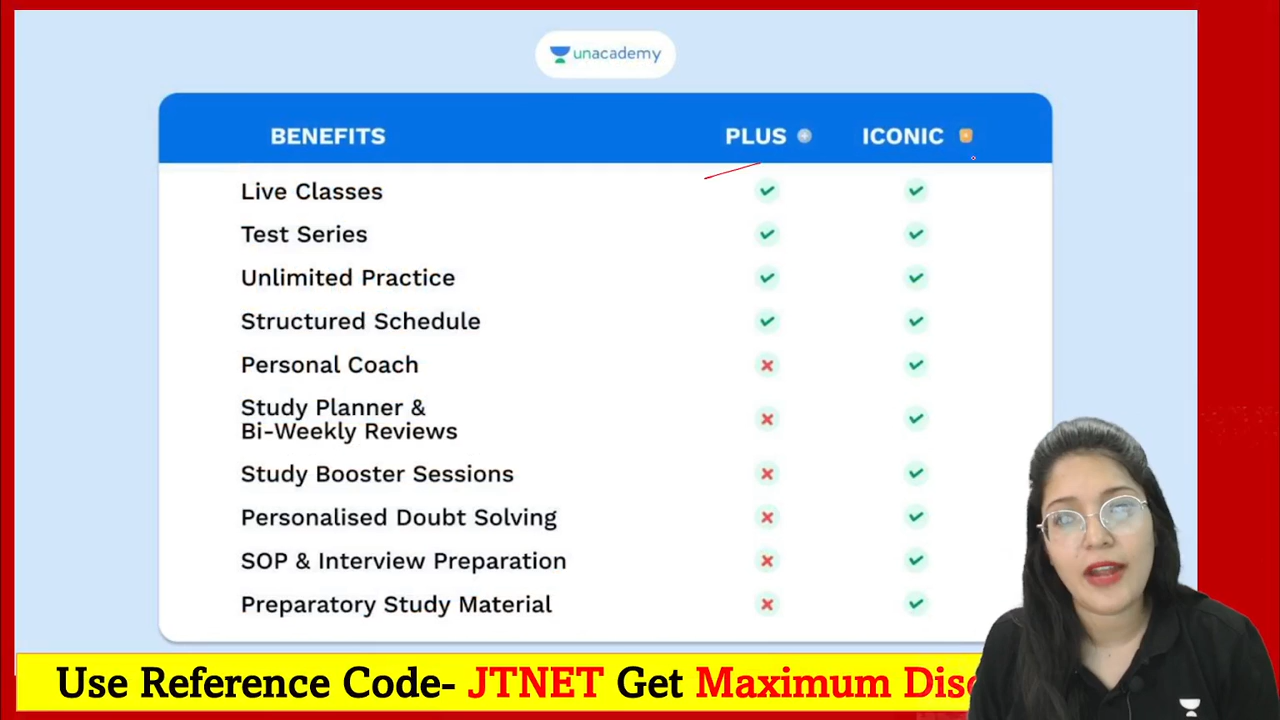 unacademy
BENEFITS PLUS ICONIC
Live Classes
Test Series
Unlimited Practice
Structured Schedule
Personal Coach
Study Planner &
Bi-Weekly Reviews
Study Booster Sessions
Personalised Doubt Solving
SOP & Interview Preparation
Preparatory Study Material
Use Reference Code- JTNET Get Maximum